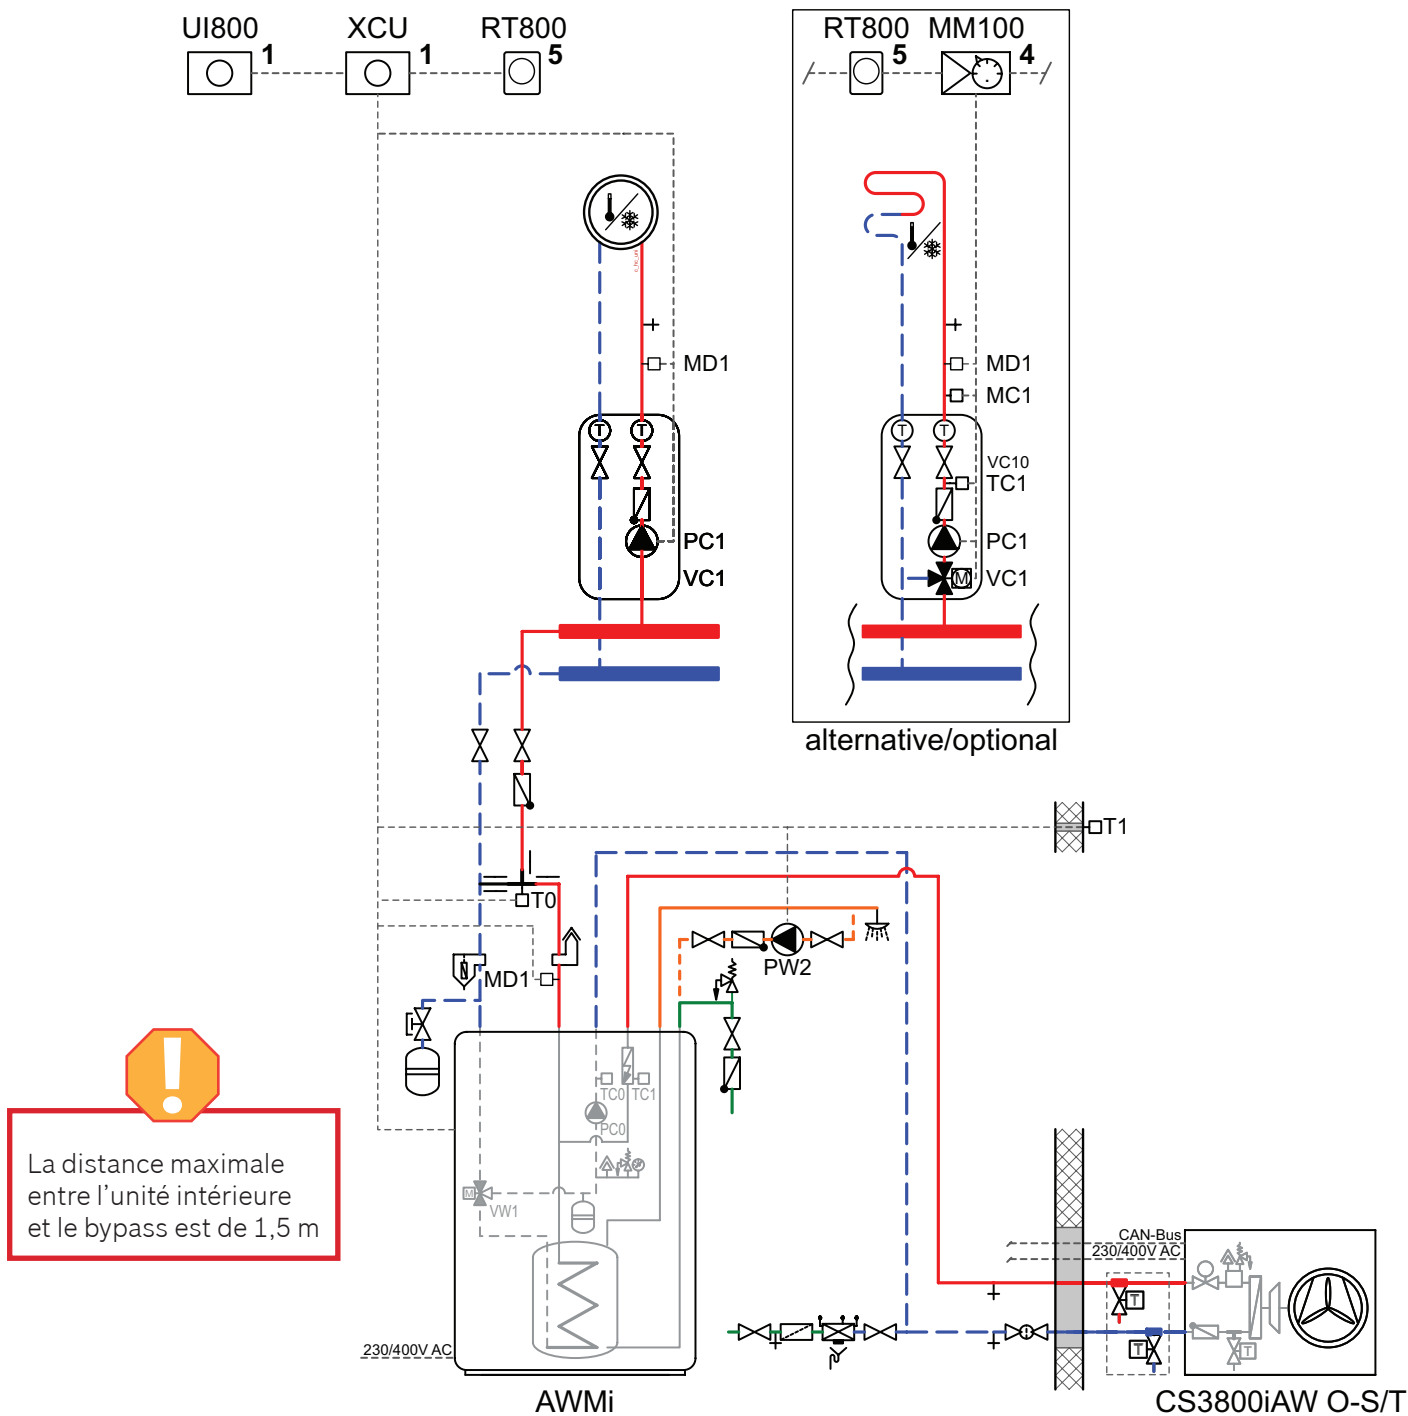 UI800
1
XCU
1
RT800
5
RT800
5
MM100
4
MD1
T
T
PC1
VC1
MD1
MC1
T
T
VC10
TC1
PC1
M
VC1
alternative/optional
T1
T0
PW2
MD1
TC0
TC1
PC0
M
VW1
La distance maximale
entre l'unité intérieure
et le bypass est de 1,5 m
CAN-Bus
230/400V AC
T
T
T
230/400V AC
AWMi
CS3800iAW O-S/T